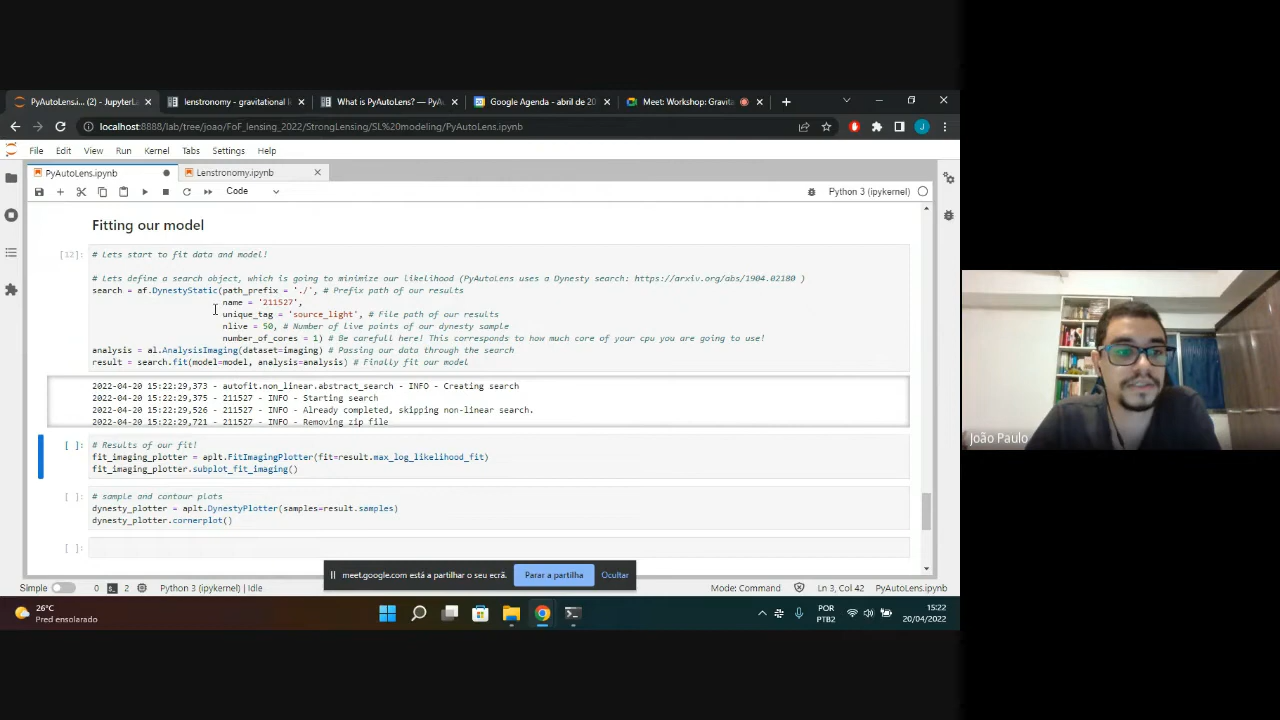 PyAutoLens.i... (2) - JupyterL
lenstronomy - gravitational l
What is PyAutoLens? — PyA
Google Agenda - abril de 20
Meet: Workshop: Gravita
localhost:8888/lab/tree/joao/FoF_lensing_2022/StrongLensing/SL%20modeling/PyAutoLens.ipynb
J
File Edit View Run Kernel Tabs Settings Help
PyAutoLens.ipynb
Lenstronomy.ipynb
Code
Python 3 (ipykernel)
Fitting our model
[12]:
# Lets start to fit data and model!
# Lets define a search object, which is going to minimize our likelihood (PyAutoLens uses a Dynesty search: https://arxiv.org/abs/1904.02180 )
search = af.DynestyStatic(path_prefix = './', # Prefix path of our results
name = '211527',
unique_tag = 'source_light', # File path of our results
nlive = 50, # Number of live points of our dynesty sample
number_of_cores = 1) # Be carefull here! This corresponds to how much core of your cpu you are going to use!
analysis = al.AnalysisImaging(dataset=imaging) # Passing our data through the search
result = search.fit(model=model, analysis=analysis) # Finally fit our model
2022-04-20 15:22:29,373 - autofit.non_linear.abstract_search - INFO - Creating search
2022-04-20 15:22:29,375 - 211527 - INFO - Starting search
2022-04-20 15:22:29,526 - 211527 - INFO - Already completed, skipping non-linear search.
2022-04-20 15:22:29,721 - 211527 - INFO - Removing zip file
[ ]:
# Results of our fit!
fit_imaging_plotter = aplt.FitImagingPlotter(fit=result.max_log_likelihood_fit)
fit_imaging_plotter.subplot_fit_imaging()
[ ]:
# sample and contour plots
dynesty_plotter = aplt.DynestyPlotter(samples=result.samples)
dynesty_plotter.cornerplot()
[ ]:
João Paulo
meet.google.com está a partilhar o seu ecrã.
Parar a partilha
Ocultar
Simple 0 2 Python 3 (ipykernel) | Idle
Mode: Command Ln 3, Col 42 PyAutoLens.ipynb
26°C
Pred ensolarado
POR
PTB2
15:22
20/04/2022